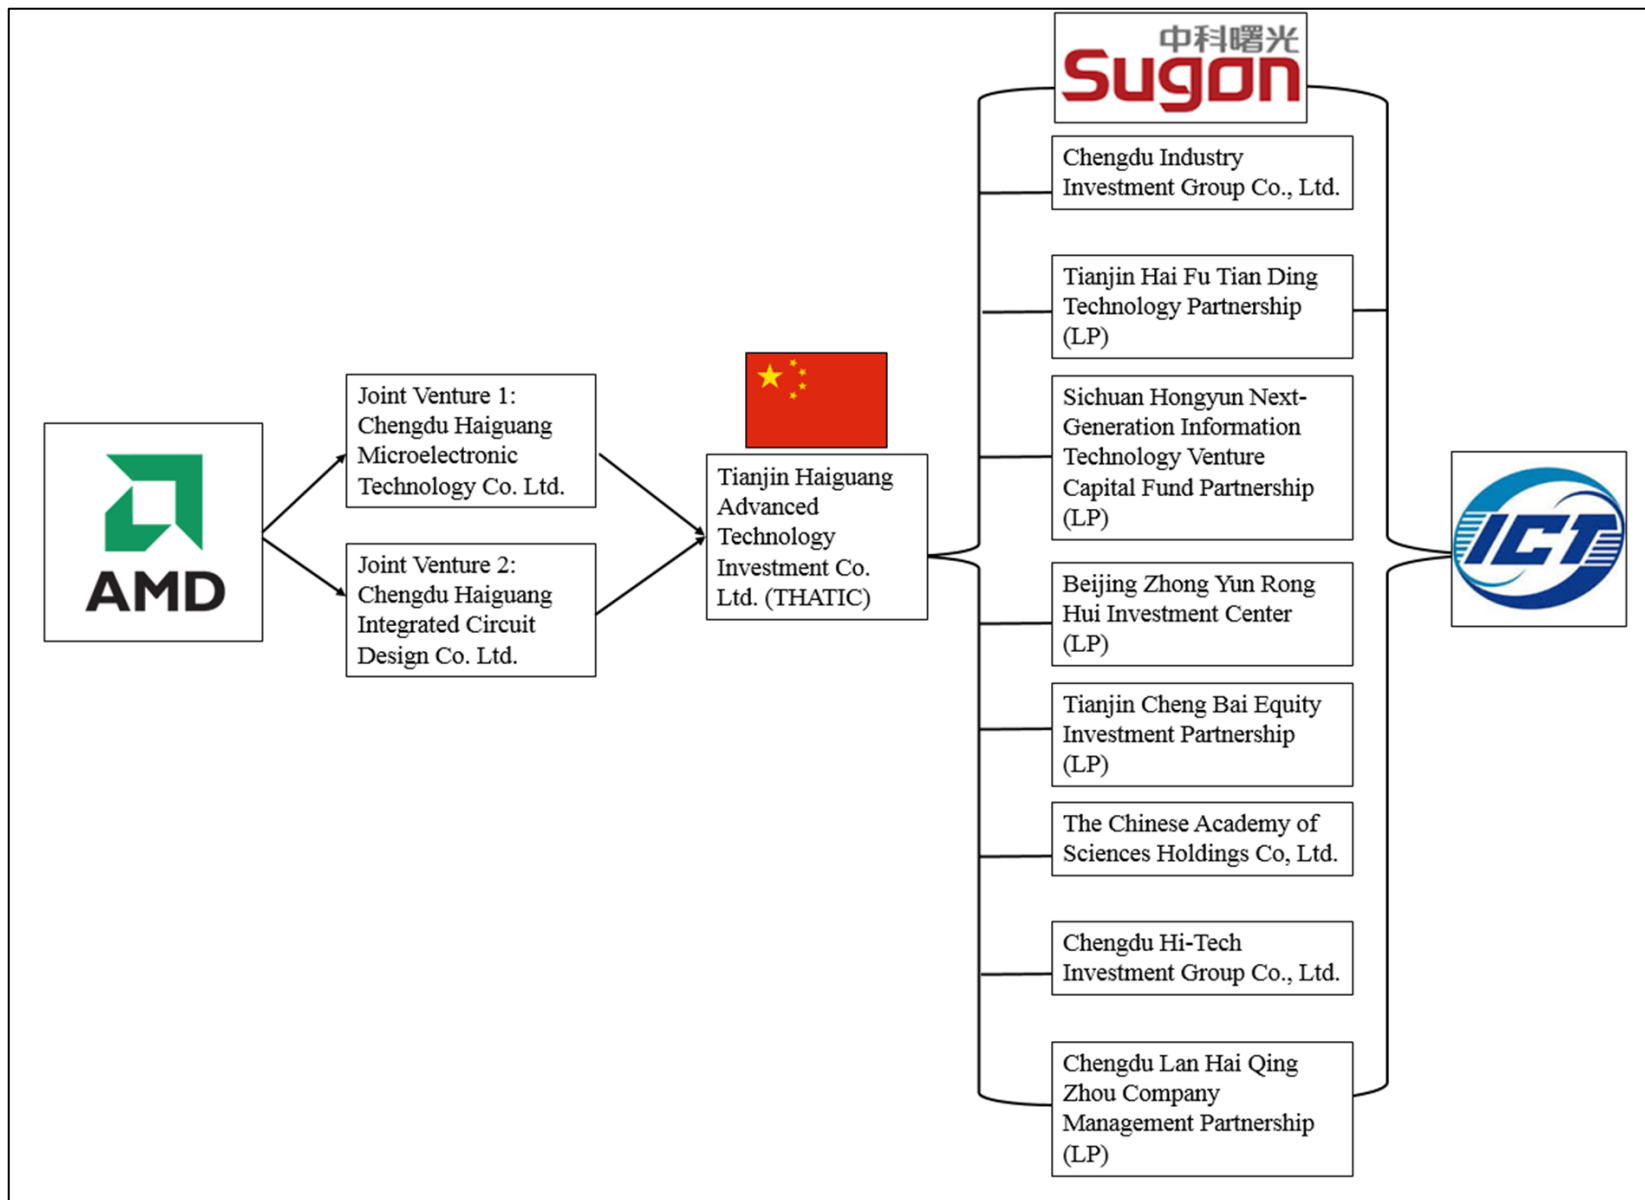 AMD
Joint Venture 1:
Chengdu Haiguang
Microelectronic
Technology Co. Ltd.
Joint Venture 2:
Chengdu Haiguang
Integrated Circuit
Design Co. Ltd.
Tianjin Haiguang
Advanced
Technology
Investment Co.
Ltd. (THATIC)
中科曙光
Sugon
Chengdu Industry
Investment Group Co., Ltd.
Tianjin Hai Fu Tian Ding
Technology Partnership
(LP)
Sichuan Hongyun Next-
Generation Information
Technology Venture
Capital Fund Partnership
(LP)
Beijing Zhong Yun Rong
Hui Investment Center
(LP)
Tianjin Cheng Bai Equity
Investment Partnership
(LP)
The Chinese Academy of
Sciences Holdings Co, Ltd.
Chengdu Hi-Tech
Investment Group Co., Ltd.
Chengdu Lan Hai Qing
Zhou Company
Management Partnership
(LP)
ICT